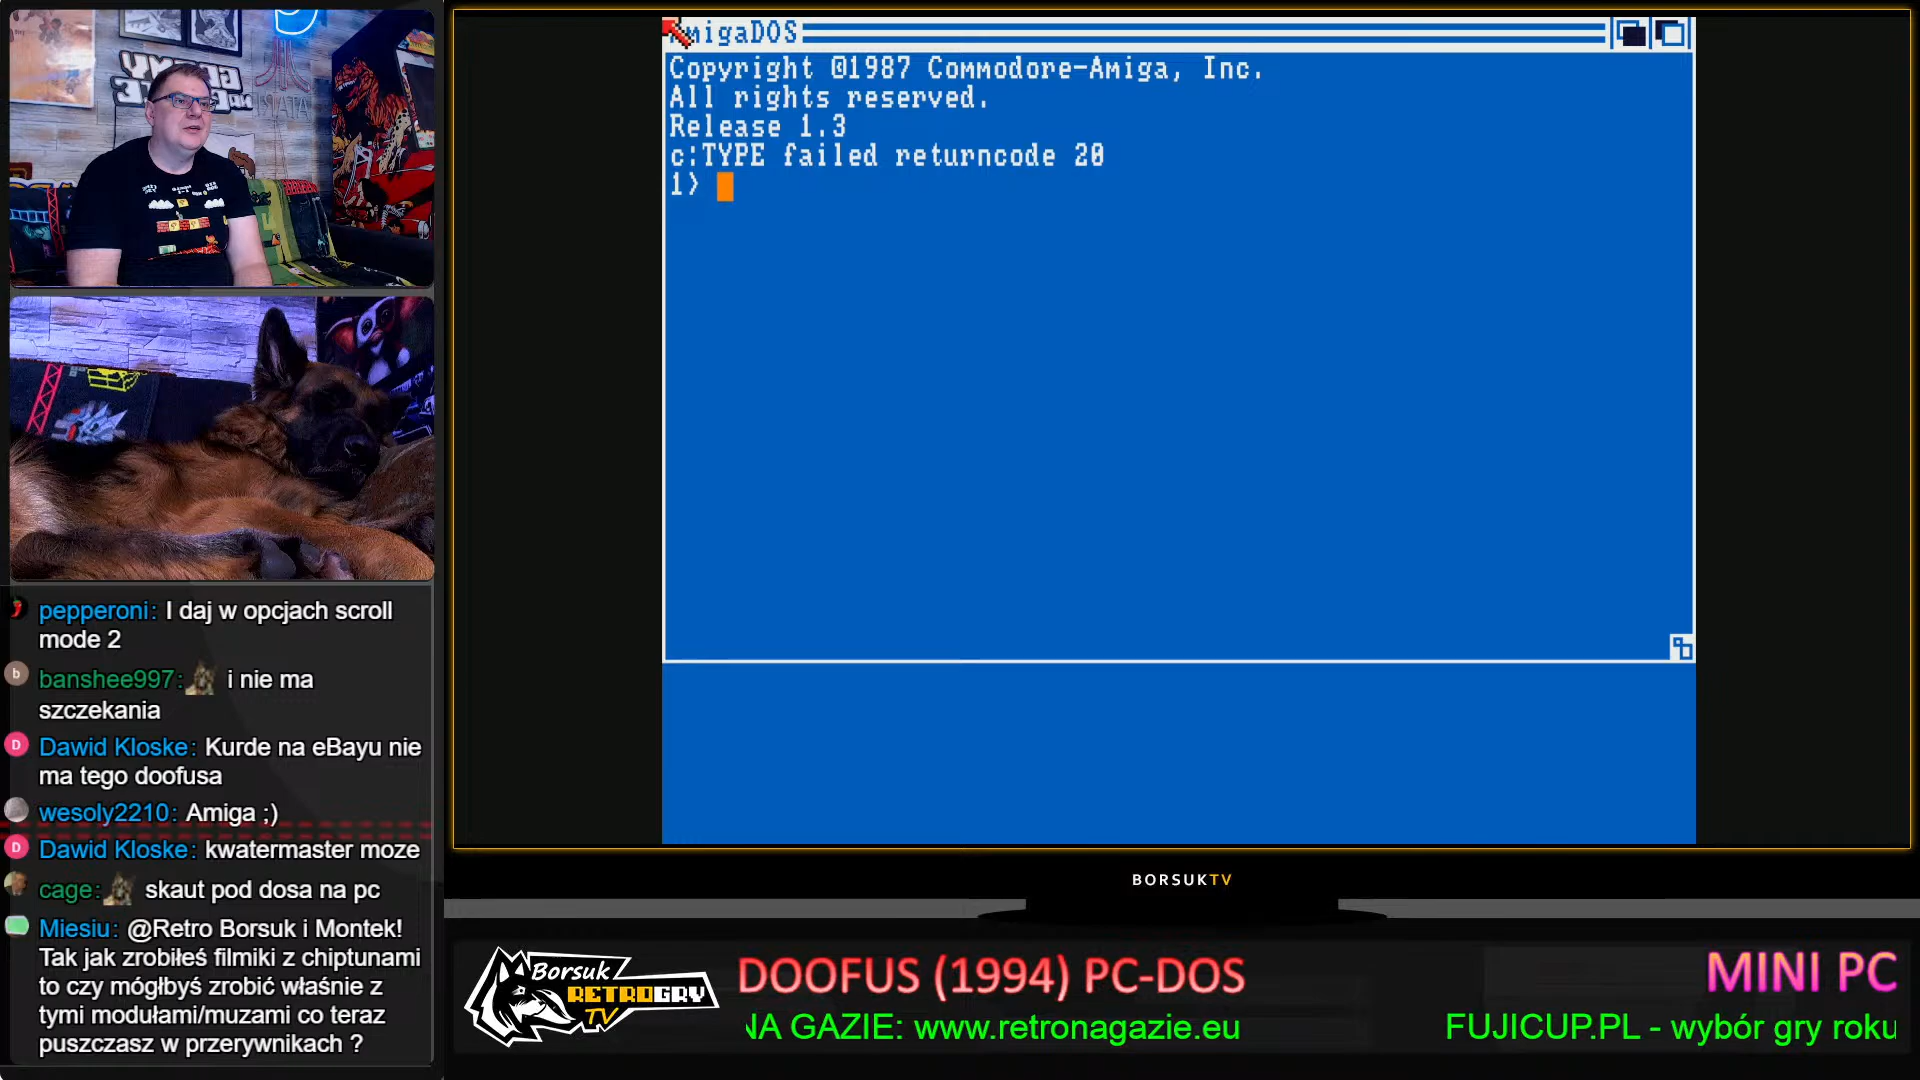 AmigaDOS
Copyright ©1987 Commodore-Amiga, Inc.
All rights reserved.
Release 1.3
c:TYPE failed returncode 20
1>
pepperoni: I daj w opcjach scroll
mode 2
banshee997: i nie ma
szczekania
Dawid Kloske: Kurde na eBayu nie
ma tego doofusa
wesoly2210: Amiga ;)
Dawid Kloske: kwatermaster moze
cage: skaut pod dosa na pc
Miesiu: @Retro Borsuk i Montek!
Tak jak zrobiłeś filmiki z chiptunami
to czy mógłbyś zrobić właśnie z
tymi modułami/muzami co teraz
puszczasz w przerywnikach ?
BORSUKTV
Borsuk
RETROGRY
TV
DOOFUS (1994) PC-DOS
MINI PC
NA GAZIE: www.retronagazie.eu
FUJICUP.PL - wybór gry roku